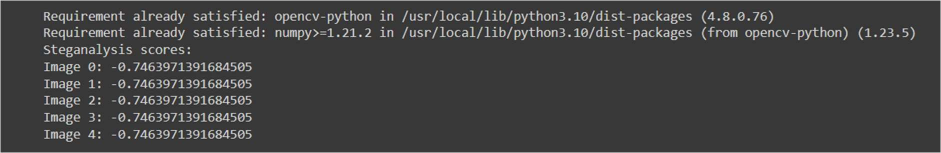 Requirement already satisfied: opencv-python in /usr/local/lib/python3.10/dist-packages (4.8.0.76)
Requirement already satisfied: numpy>=1.21.2 in /usr/local/lib/python3.10/dist-packages (from opencv-python) (1.23.5)
Steganalysis scores:
Image 0: -0.7463971391684505
Image 1: -0.7463971391684505
Image 2: -0.7463971391684505
Image 3: -0.7463971391684505
Image 4: -0.7463971391684505